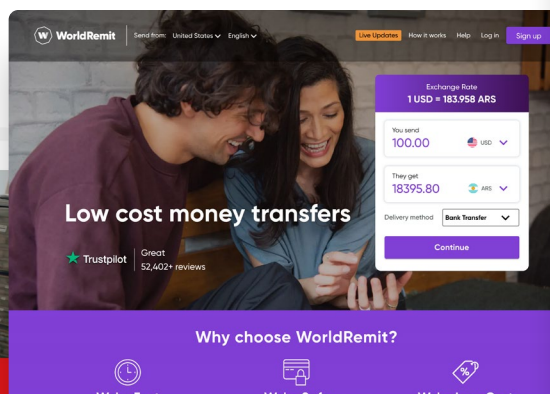 WorldRemit
Send from: United States English
Live Updates How it works Help Log in Sign up
Exchange Rate
1 USD = 183.958 ARS
You send
100.00 USD
They get
18395.80 ARS
Delivery method Bank Transfer
Continue
Low cost money transfers
Trustpilot
Great
52,402+ reviews
Why choose WorldRemit?